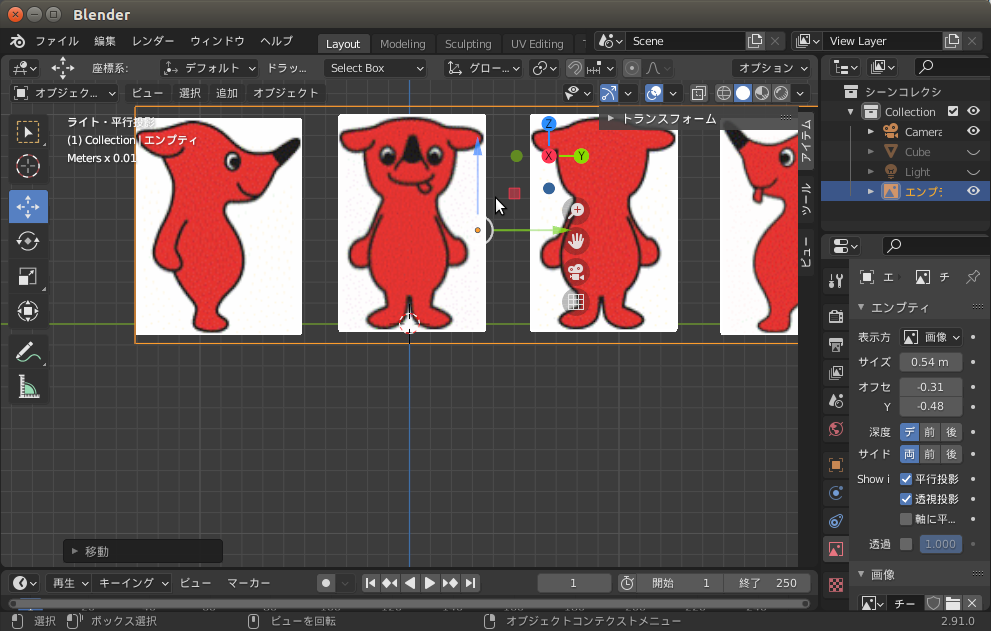 Blender
ファイル 編集 レンダー ウィンドウ ヘルプ Layout Modeling Sculpting UV Editing Scene View Layer
座標系: デフォルト ドラッ... Select Box グロー... オプション
オブジェク... ビュー 選択 追加 オブジェクト シーンコレクシ
ライト・平行投影 トランスフォーム Collection
(1) Collection | エンプティ Camera
Meters x 0.01 Cube
Light
エンプテ
Z
X Y
アイテム
ツール
ビュー
エ チ
エンプティ
表示方 画像
サイズ 0.54 m
オフセ -0.31
Y -0.48
深度 デ 前 後
サイド 両 前 後
Show i 平行投影
透視投影
軸に平...
透過 1.000
移動
画像
再生 キーイング ビュー マーカー 1 開始 1 終了 250
チー
選択 ボックス選択 ビューを回転 オブジェクトコンテクストメニュー 2.91.0